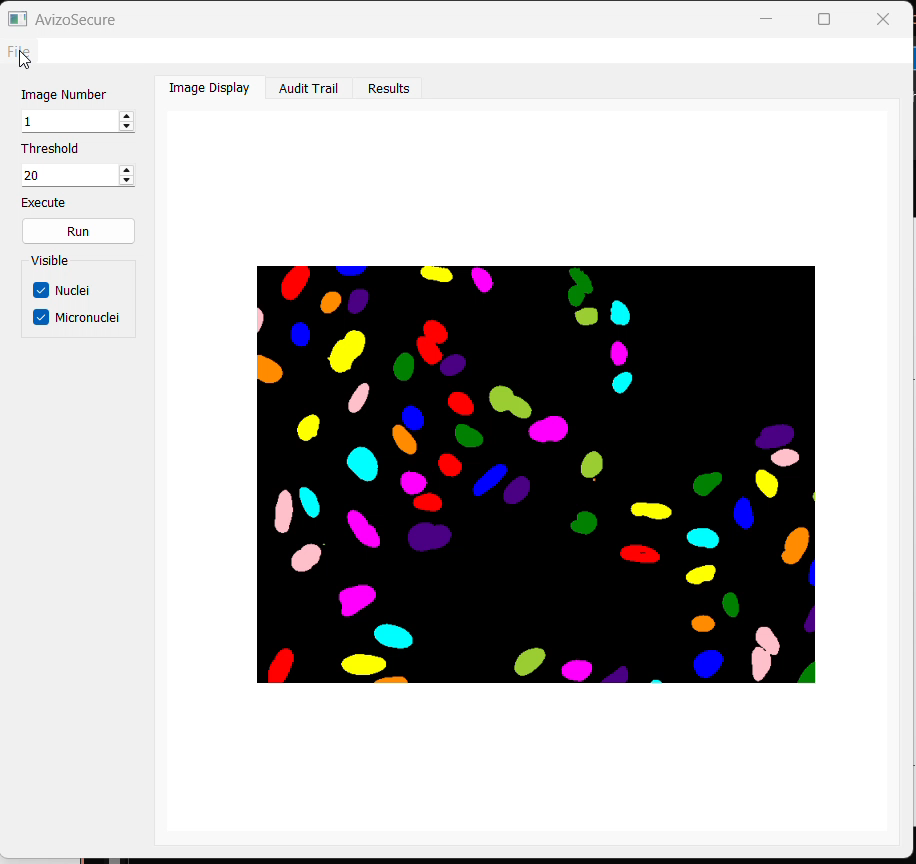 AvizoSecure
File
Image Number
1
Threshold
20
Execute
Run
Visible
Nuclei
Micronuclei
Image Display
Audit Trail
Results